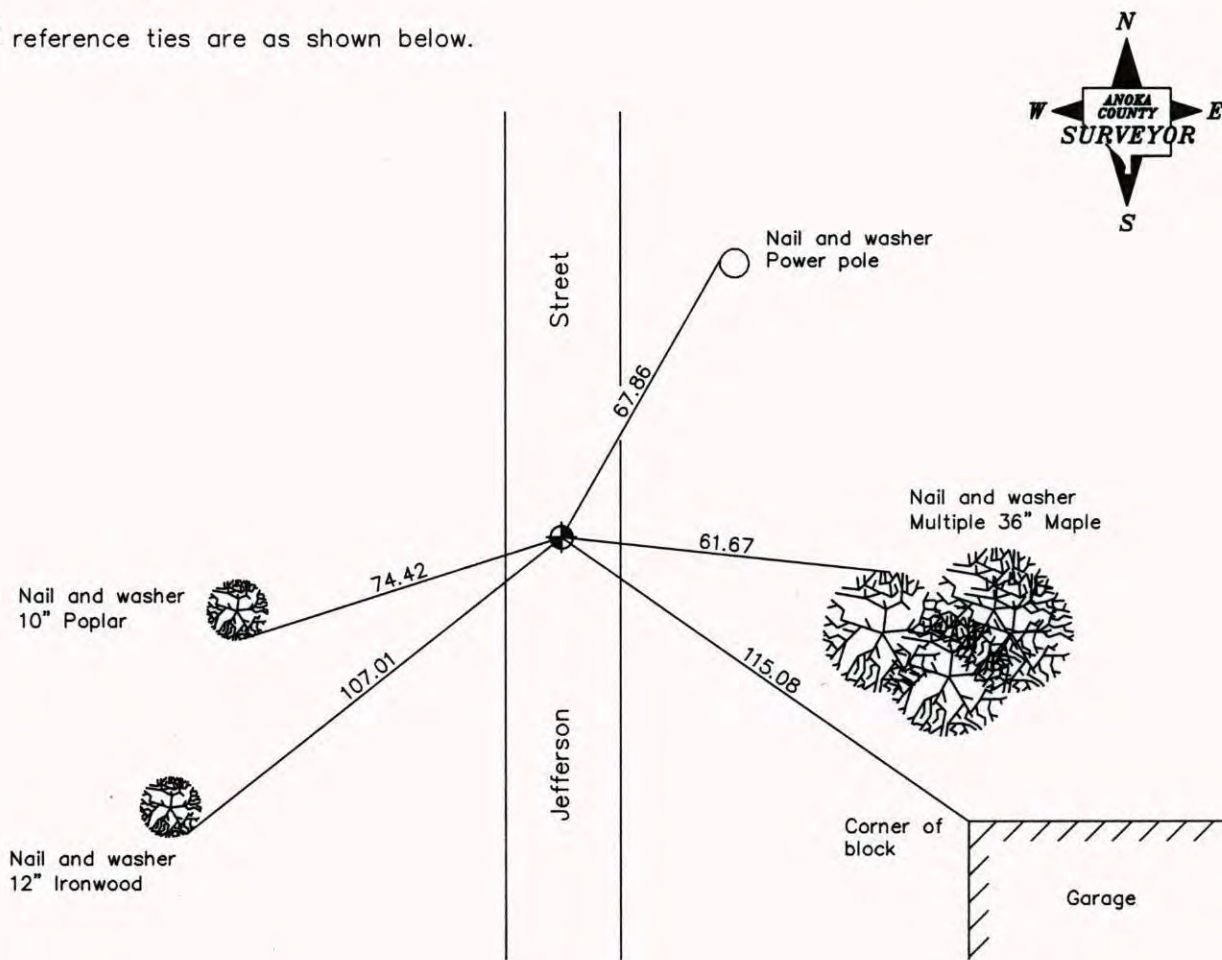 reference ties are as shown below.
N
W
ANOKA
COUNTY
SURVEYOR
E
S
Nail and washer
Power pole
Street
67.86
Nail and washer
Multiple 36" Maple
61.67
74.42
Nail and washer
10" Poplar
107.01
115.08
Jefferson
Corner of
block
Nail and washer
12" Ironwood
Garage